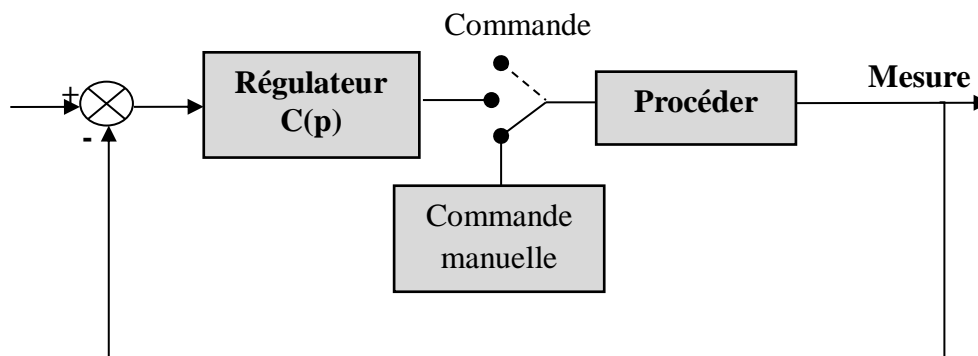 Commande
Régulateur
C(p)
Procéder
Mesure
+
-
Commande
manuelle